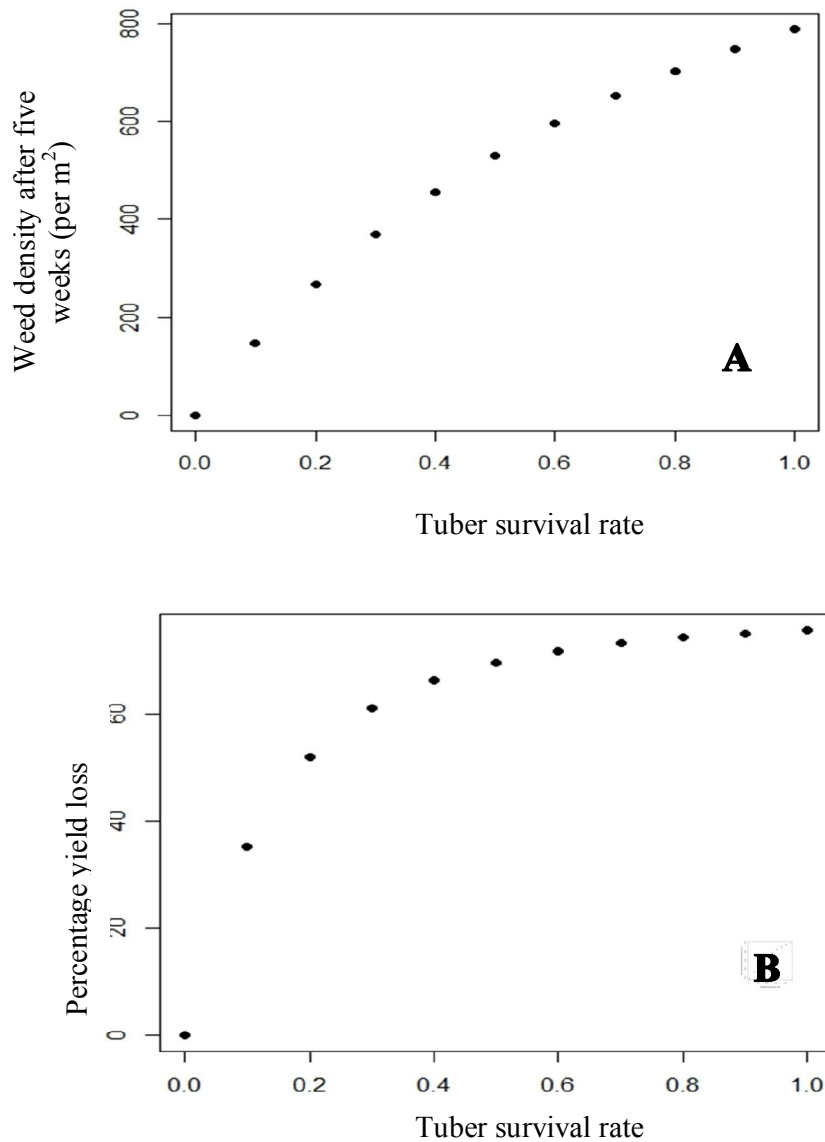 Weed density after five
weeks (per m²)
800
600
400
200
0
A
0.0 0.2 0.4 0.6 0.8 1.0
Tuber survival rate
Percentage yield loss
60
40
20
0
B
0.0 0.2 0.4 0.6 0.8 1.0
Tuber survival rate